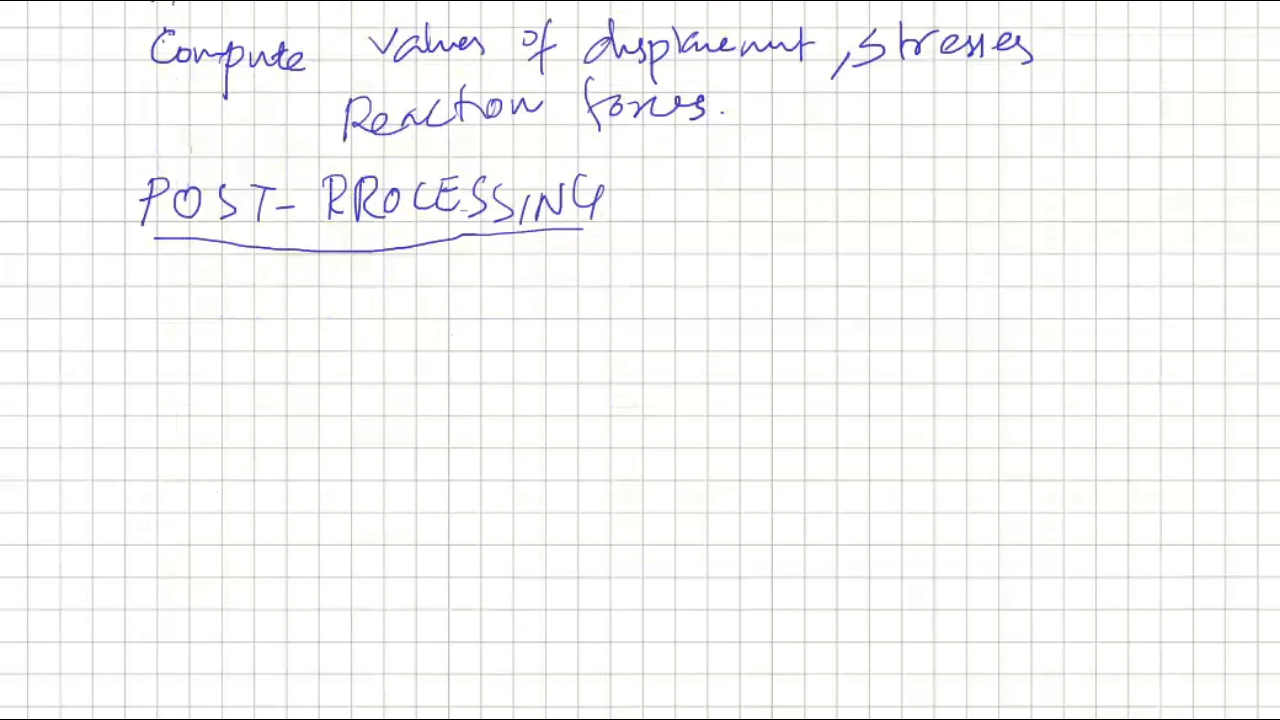 Compute values of displacement, stresses
Reaction forces.
POST-PROCESSING